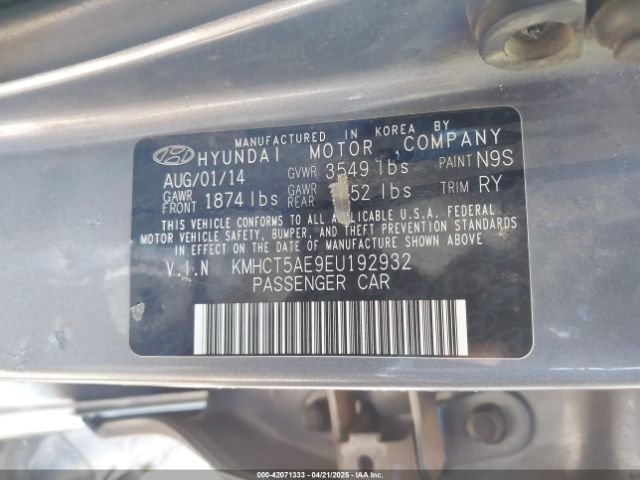 MANUFACTURED IN KOREA BY
HYUNDAI MOTOR COMPANY
AUG/01/14 GVWR 3549 lbs PAINT N9S
GAWR FRONT 1874 lbs GAWR REAR 52 lbs TRIM RY
THIS VEHICLE CONFORMS TO ALL APPLICABLE U.S.A. FEDERAL
MOTOR VEHICLE SAFETY, BUMPER, AND THEFT PREVENTION STANDARDS
IN EFFECT ON THE DATE OF MANUFACTURE SHOWN ABOVE.
V.I.N KMHCT5AE9EU192932
PASSENGER CAR
000-42071333 - 04/21/2025 - IAA Inc.